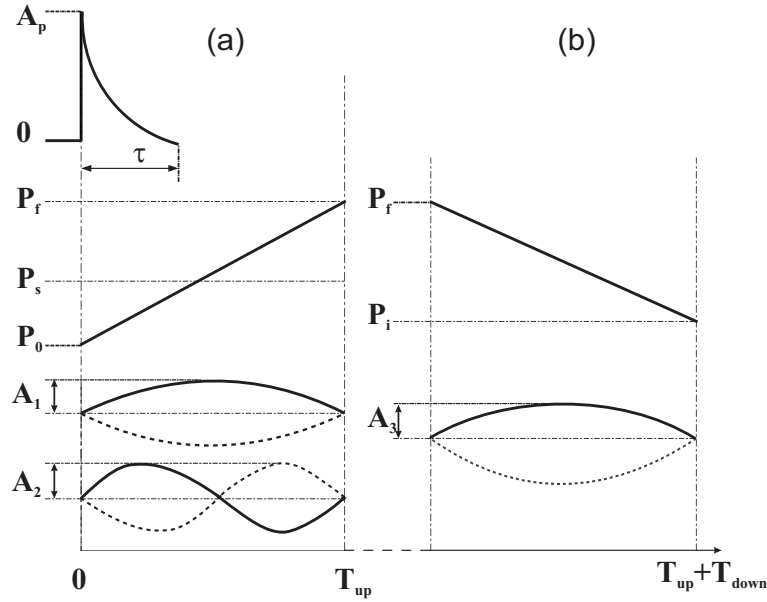 A_p (a) (b)
0
τ
P_f P_f
P_s
P_0 P_i
A_1 A_3
A_2
0 T_up T_up+T_down